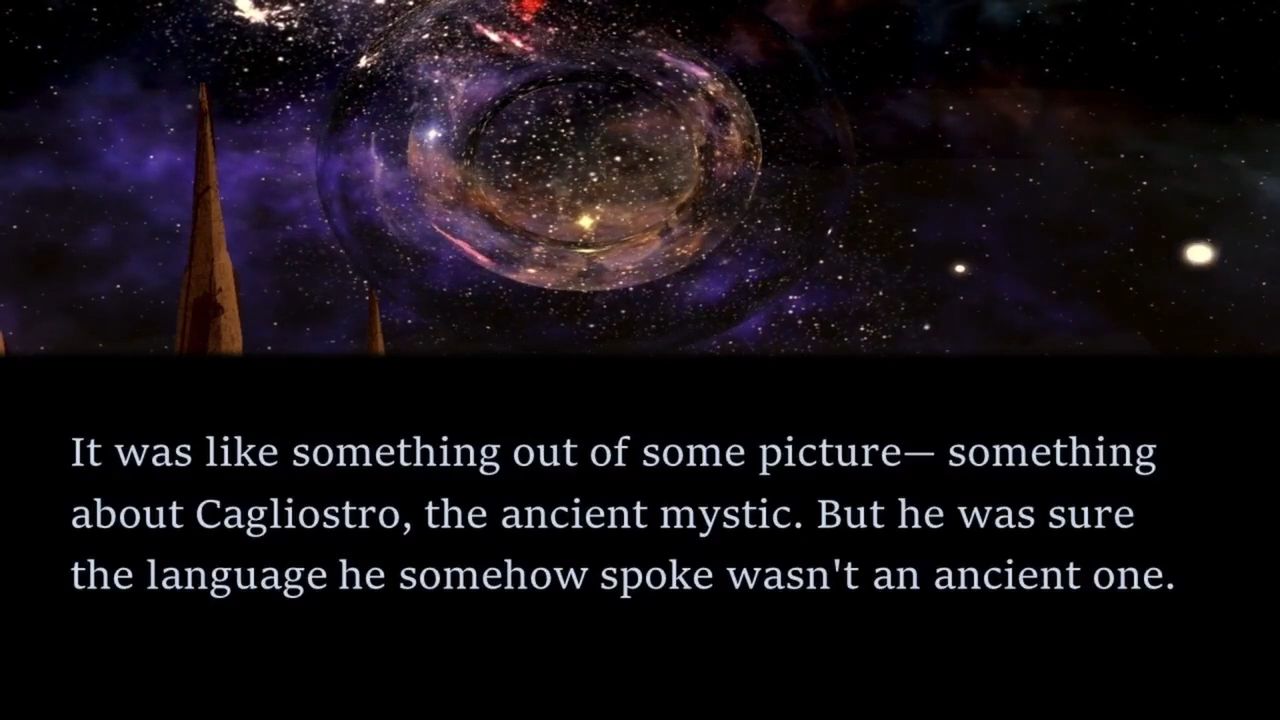 It was like something out of some picture— something
about Cagliostro, the ancient mystic. But he was sure
the language he somehow spoke wasn't an ancient one.